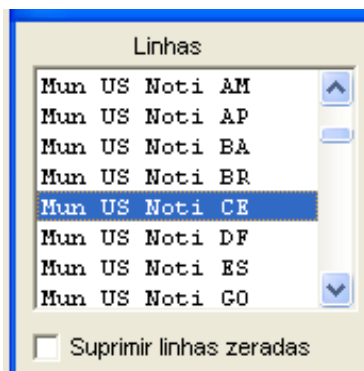 Linhas
Mun US Noti AM
Mun US Noti AP
Mun US Noti BA
Mun US Noti BR
Mun US Noti CE
Mun US Noti DF
Mun US Noti ES
Mun US Noti GO
Suprimir linhas zeradas